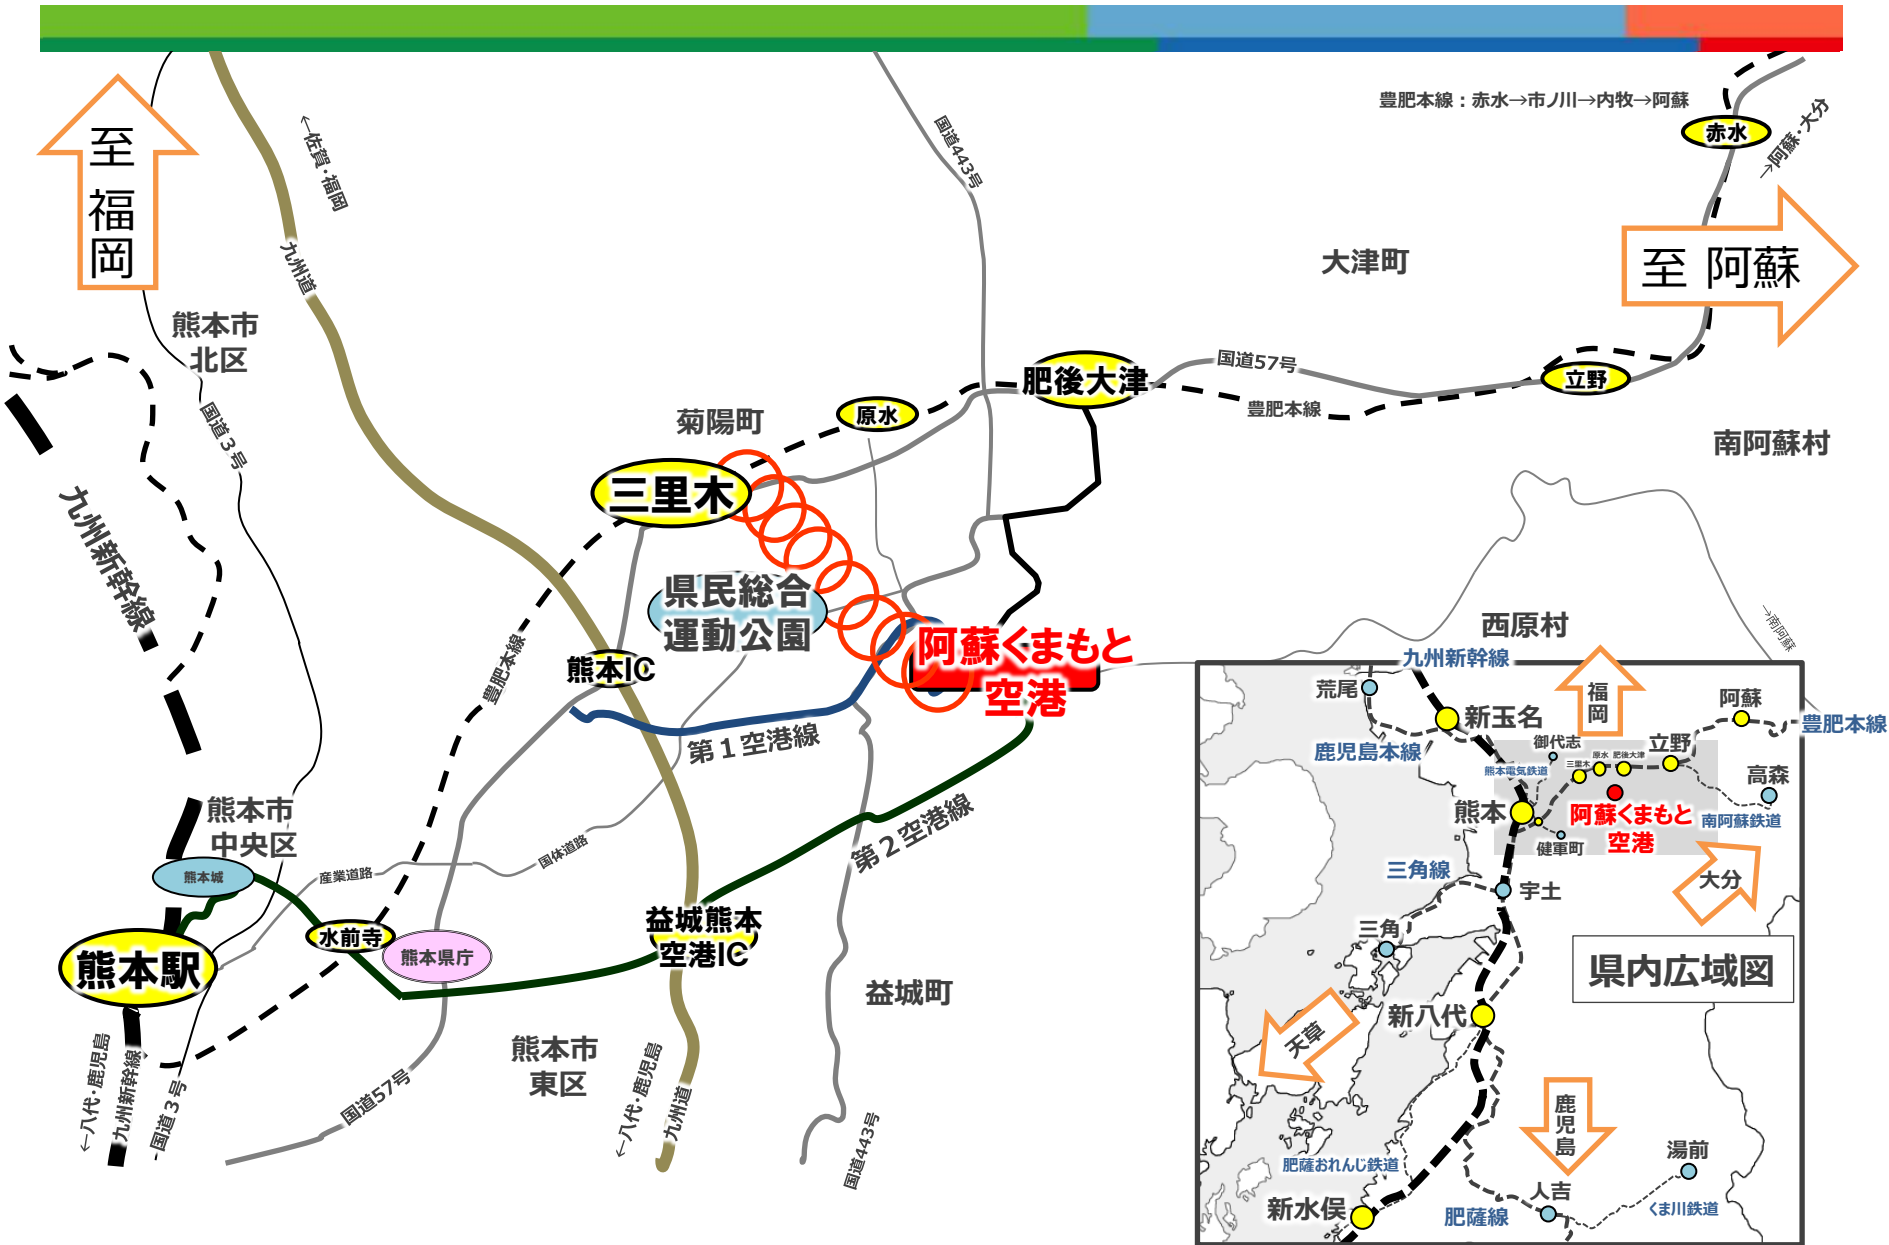 至
福
岡
←佐賀・福岡
九州道
国道443号
豊肥本線：赤水→市ノ川→内牧→阿蘇
赤水
→阿蘇・大分
大津町
至 阿蘇
熊本市
北区
国道３号
菊陽町
原水
肥後大津
国道57号
豊肥本線
立野
南阿蘇村
九州新幹線
三里木
県民総合
運動公園
豊肥本線
熊本IC
阿蘇くまもと
空港
西原村
→南阿蘇
第１空港線
第２空港線
熊本市
中央区
熊本城
産業道路
国体道路
水前寺
熊本県庁
熊本駅
益城熊本
空港IC
益城町
熊本市
東区
←八代・鹿児島
九州新幹線
国道３号
国道57号
←八代・鹿児島
九州道
国道443号
九州新幹線
荒尾
新玉名
福
岡
阿蘇
豊肥本線
鹿児島本線
御代志
熊本電気鉄道
三里木
原水
肥後大津
立野
高森
熊本
阿蘇くまもと
空港
南阿蘇鉄道
健軍町
大分
三角線
宇土
三角
県内広域図
新八代
天草
鹿
児
島
肥薩おれんじ鉄道
湯前
人吉
新水俣
肥薩線
くま川鉄道